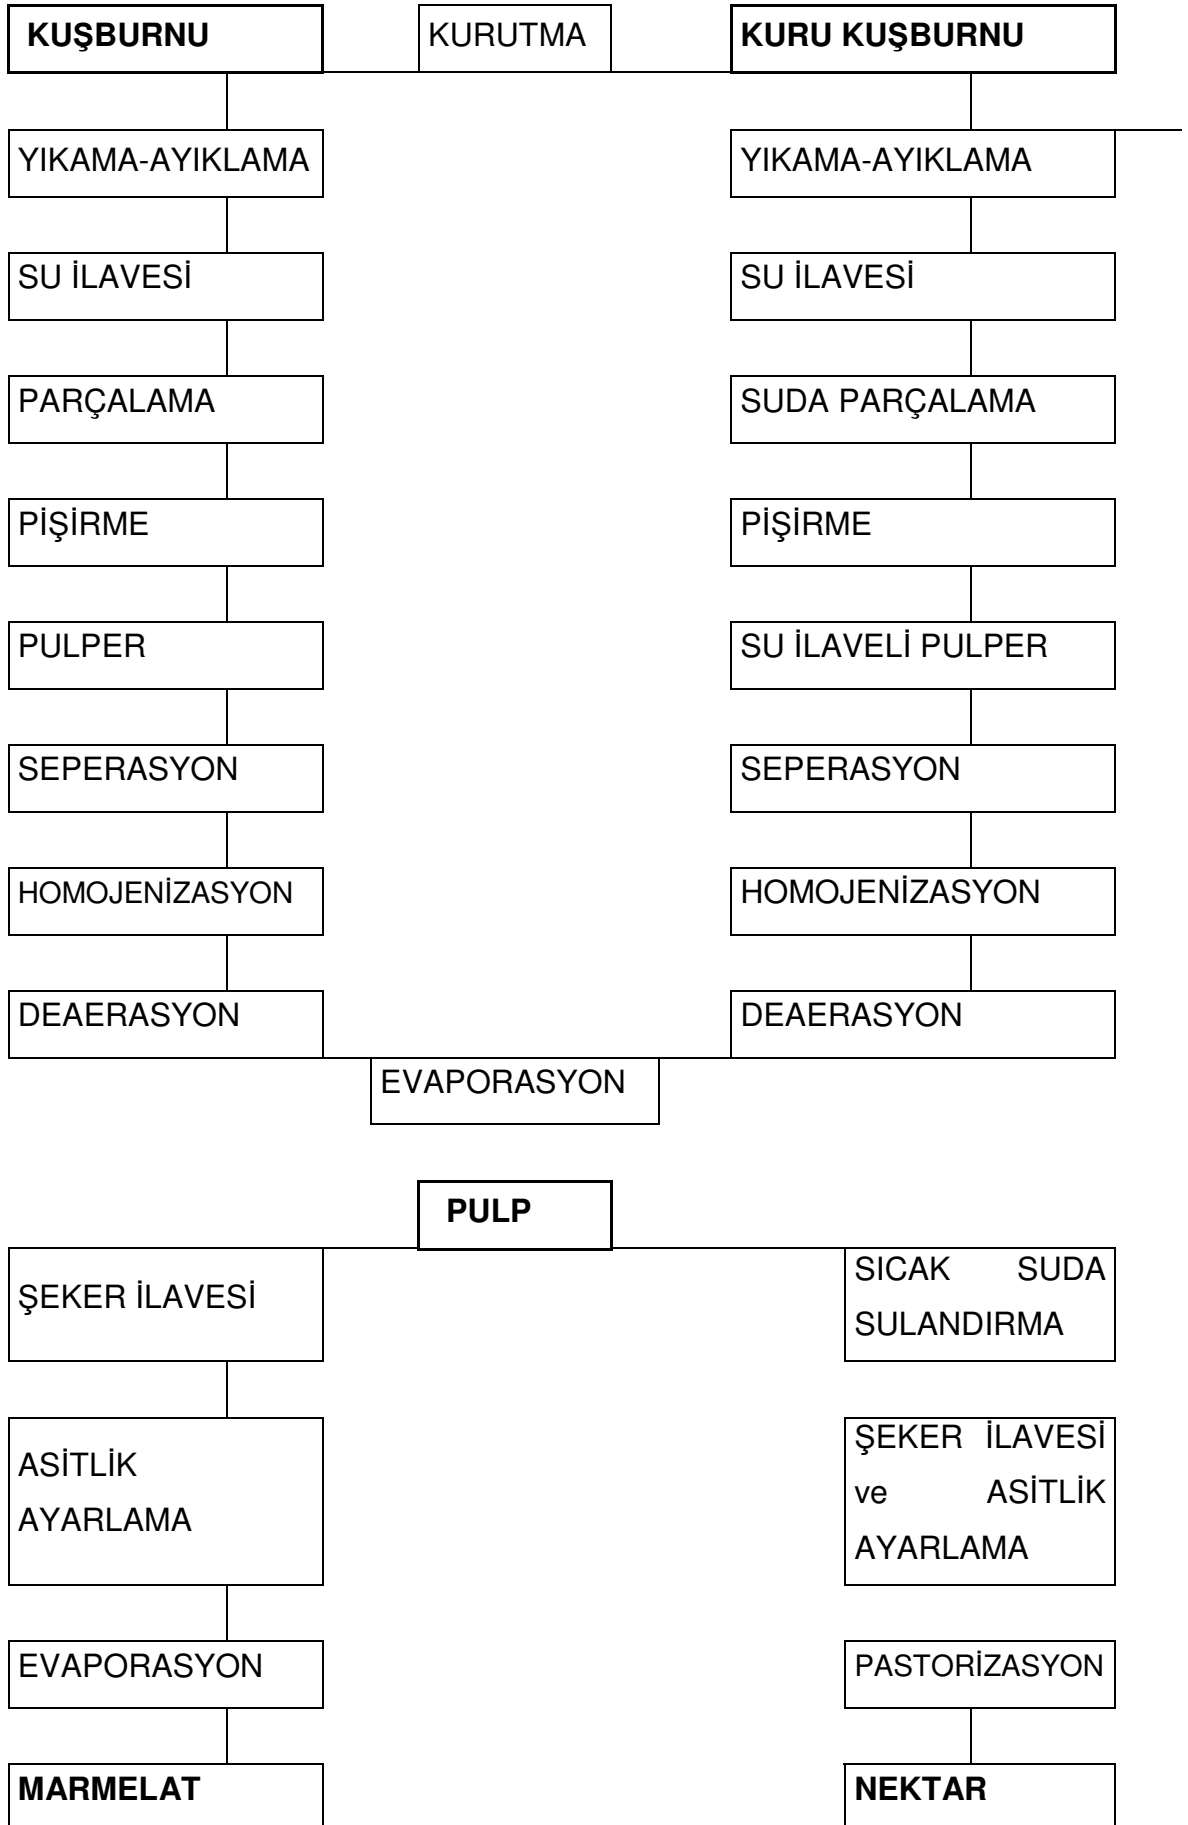 KUŞBURNU
KURUTMA
KURU KUŞBURNU
YIKAMA-AYIKLAMA
YIKAMA-AYIKLAMA
SU İLAVESİ
SU İLAVESİ
PARÇALAMA
SUDA PARÇALAMA
PİŞİRME
PİŞİRME
PULPER
SU İLAVELİ PULPER
SEPERASYON
SEPERASYON
HOMOJENİZASYON
HOMOJENİZASYON
DEAERASYON
DEAERASYON
EVAPORASYON
PULP
ŞEKER İLAVESİ
SICAK SUDA
SULANDIRMA
ASİTLİK
AYARLAMA
ŞEKER İLAVESİ
ve ASİTLİK
AYARLAMA
EVAPORASYON
PASTORİZASYON
MARMELAT
NEKTAR